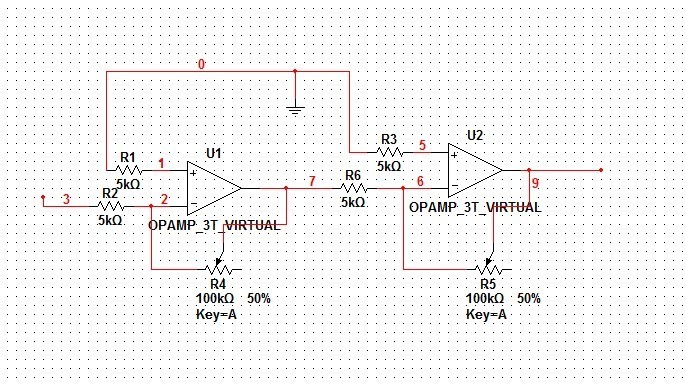 0
R1
1
5kΩ
U1
3
R2
2
5kΩ
OPAMP_3T_VIRTUAL
7
R4
100kΩ 50%
Key=A
R3
5
5kΩ
U2
R6
6
5kΩ
9
OPAMP_3T_VIRTUAL
R5
100kΩ 50%
Key=A